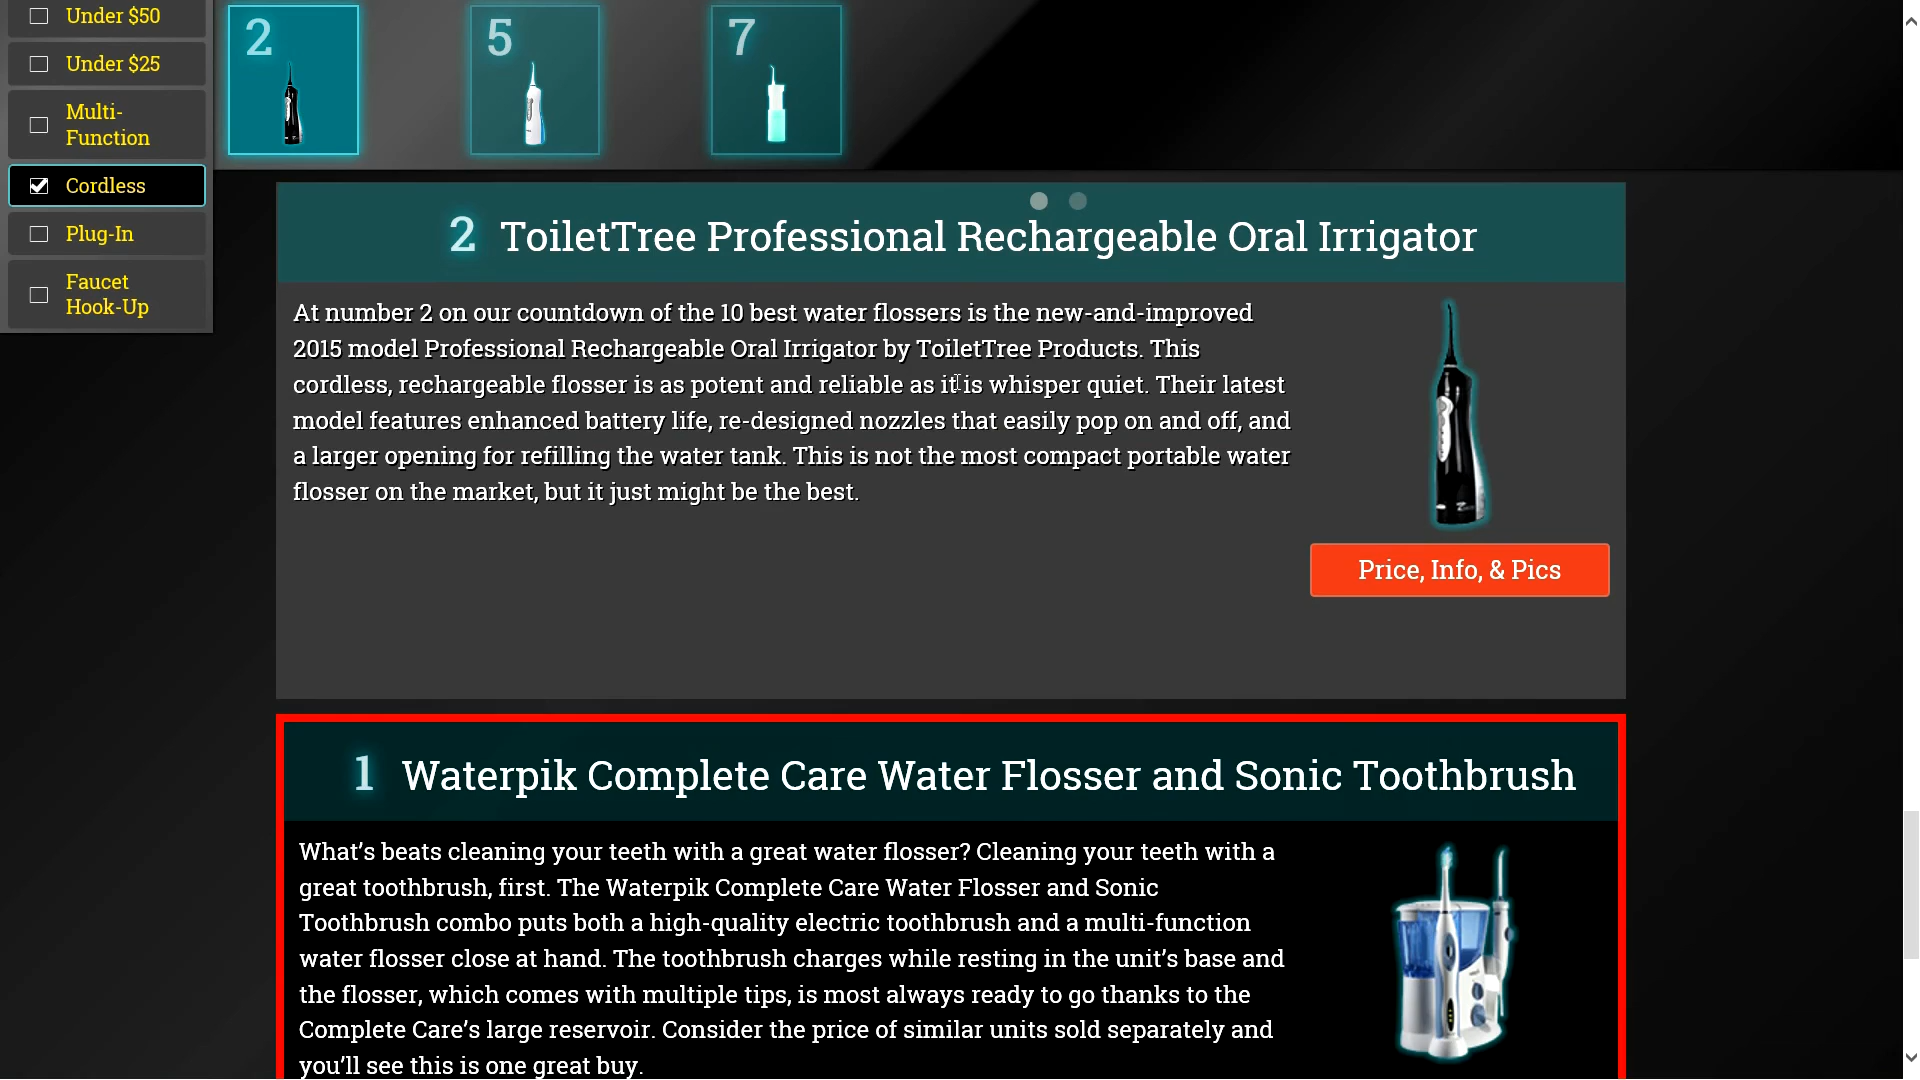 Under $50
Under $25
Multi-
Function
Cordless
Plug-In
Faucet
Hook-Up
2
5
7
2 ToiletTree Professional Rechargeable Oral Irrigator
At number 2 on our countdown of the 10 best water flossers is the new-and-improved
2015 model Professional Rechargeable Oral Irrigator by ToiletTree Products. This
cordless, rechargeable flosser is as potent and reliable as it is whisper quiet. Their latest
model features enhanced battery life, re-designed nozzles that easily pop on and off, and
a larger opening for refilling the water tank. This is not the most compact portable water
flosser on the market, but it just might be the best.
Price, Info, & Pics
1 Waterpik Complete Care Water Flosser and Sonic Toothbrush
What’s beats cleaning your teeth with a great water flosser? Cleaning your teeth with a
great toothbrush, first. The Waterpik Complete Care Water Flosser and Sonic
Toothbrush combo puts both a high-quality electric toothbrush and a multi-function
water flosser close at hand. The toothbrush charges while resting in the unit’s base and
the flosser, which comes with multiple tips, is most always ready to go thanks to the
Complete Care’s large reservoir. Consider the price of similar units sold separately and
you’ll see this is one great buy.